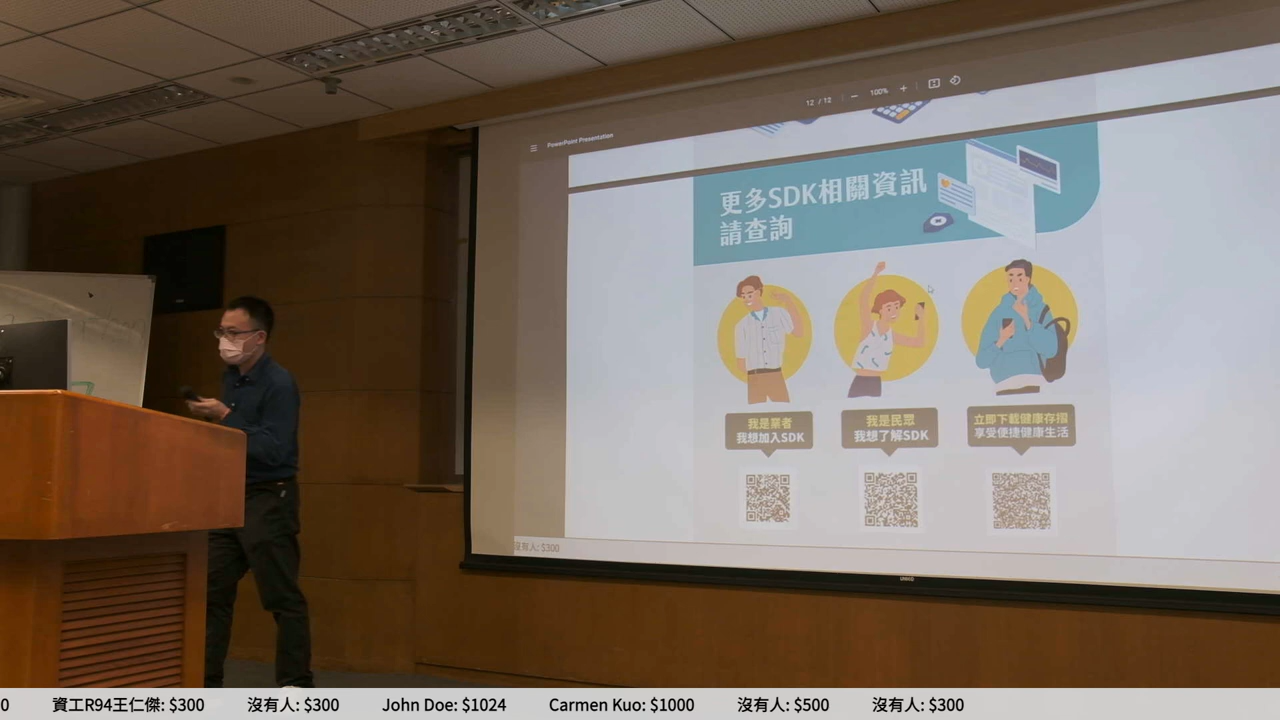 12 / 12
100%
PowerPoint Presentation
更多SDK相關資訊
請查詢
我是業者
我想加入SDK
我是民眾
我想了解SDK
立即下載健康存摺
享受便捷健康生活
沒有人: $300
0 資工R94王仁傑: $300 沒有人: $300 John Doe: $1024 Carmen Kuo: $1000 沒有人: $500 沒有人: $300